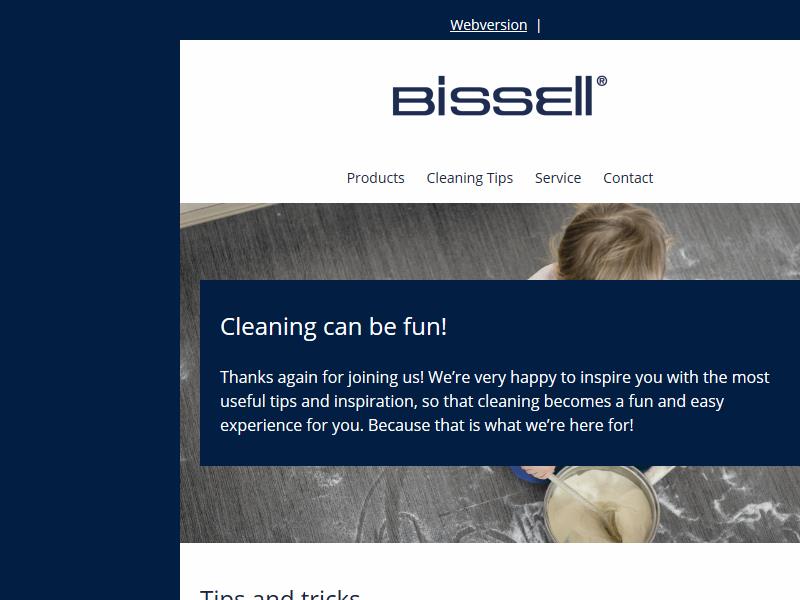 Webversion |
BISSELL®
Products Cleaning Tips Service Contact
Cleaning can be fun!
Thanks again for joining us! We’re very happy to inspire you with the most
useful tips and inspiration, so that cleaning becomes a fun and easy
experience for you. Because that is what we’re here for!
Tips and tricks